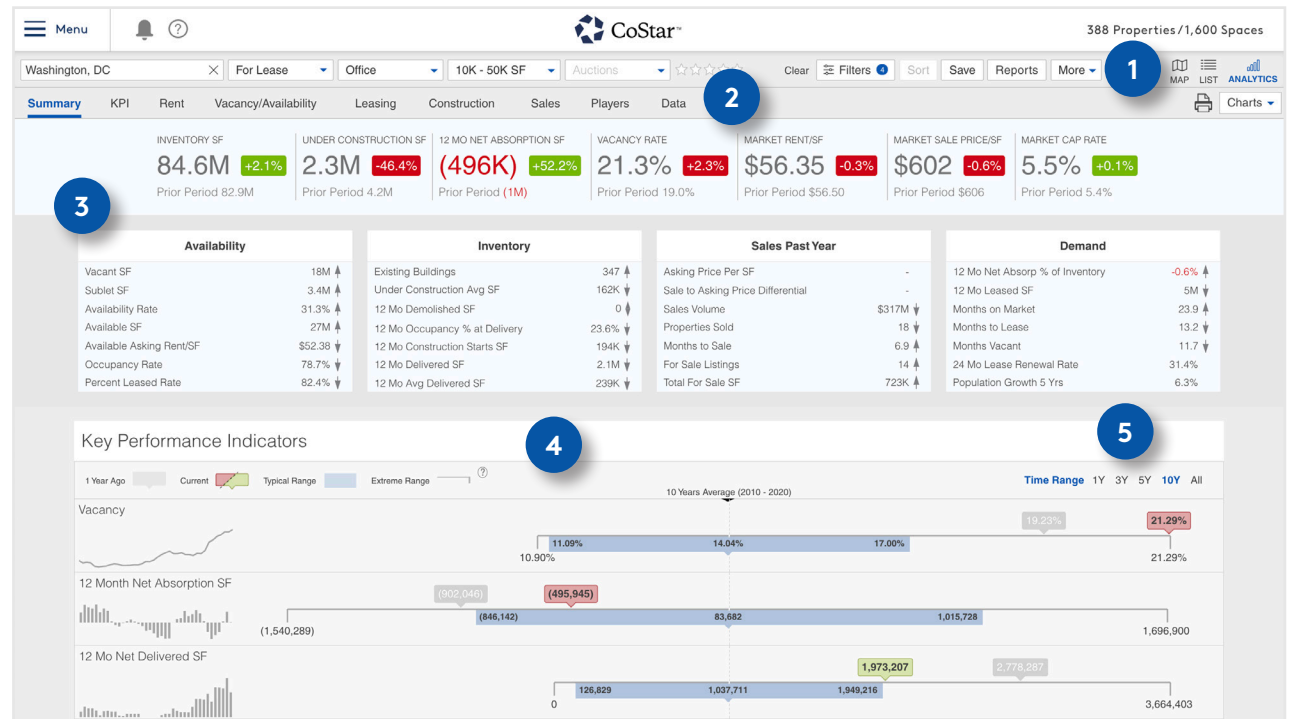 Menu
?
CoStar™
388 Properties/1,600 Spaces
Washington, DC
For Lease
Office
10K - 50K SF
Auctions
Clear
Filters 4
Sort
Save
Reports
More
1
MAP
LIST
ANALYTICS
Summary
KPI
Rent
Vacancy/Availability
Leasing
Construction
Sales
Players
Data
2
Charts
INVENTORY SF
84.6M +2.1%
Prior Period 82.9M
UNDER CONSTRUCTION SF
2.3M -46.4%
Prior Period 4.2M
12 MO NET ABSORPTION SF
(496K) +52.2%
Prior Period (1M)
VACANCY RATE
21.3% +2.3%
Prior Period 19.0%
MARKET RENT/SF
$56.35 -0.3%
Prior Period $56.50
MARKET SALE PRICE/SF
$602 -0.6%
Prior Period $606
MARKET CAP RATE
5.5% +0.1%
Prior Period 5.4%
3
Availability
Vacant SF 18M
Sublet SF 3.4M
Availability Rate 31.3%
Available SF 27M
Available Asking Rent/SF $52.38
Occupancy Rate 78.7%
Percent Leased Rate 82.4%
Inventory
Existing Buildings 347
Under Construction Avg SF 162K
12 Mo Demolished SF 0
12 Mo Occupancy % at Delivery 23.6%
12 Mo Construction Starts SF 194K
12 Mo Delivered SF 2.1M
12 Mo Avg Delivered SF 239K
Sales Past Year
Asking Price Per SF -
Sale to Asking Price Differential -
Sales Volume $317M
Properties Sold 18
Months to Sale 6.9
For Sale Listings 14
Total For Sale SF 723K
Demand
12 Mo Net Absorp % of Inventory -0.6%
12 Mo Leased SF 5M
Months on Market 23.9
Months to Lease 13.2
Months Vacant 11.7
24 Mo Lease Renewal Rate 31.4%
Population Growth 5 Yrs 6.3%
Key Performance Indicators
4
5
1 Year Ago
Current
Typical Range
Extreme Range
?
Time Range 1Y 3Y 5Y 10Y All
10 Years Average (2010 - 2020)
Vacancy
19.23%
21.29%
11.09%
14.04%
17.00%
10.90%
21.29%
12 Month Net Absorption SF
(902,046)
(495,945)
(846,142)
83,682
1,015,728
(1,540,289)
1,696,900
12 Mo Net Delivered SF
1,973,207
2,778,287
126,829
1,037,711
1,949,216
0
3,664,403